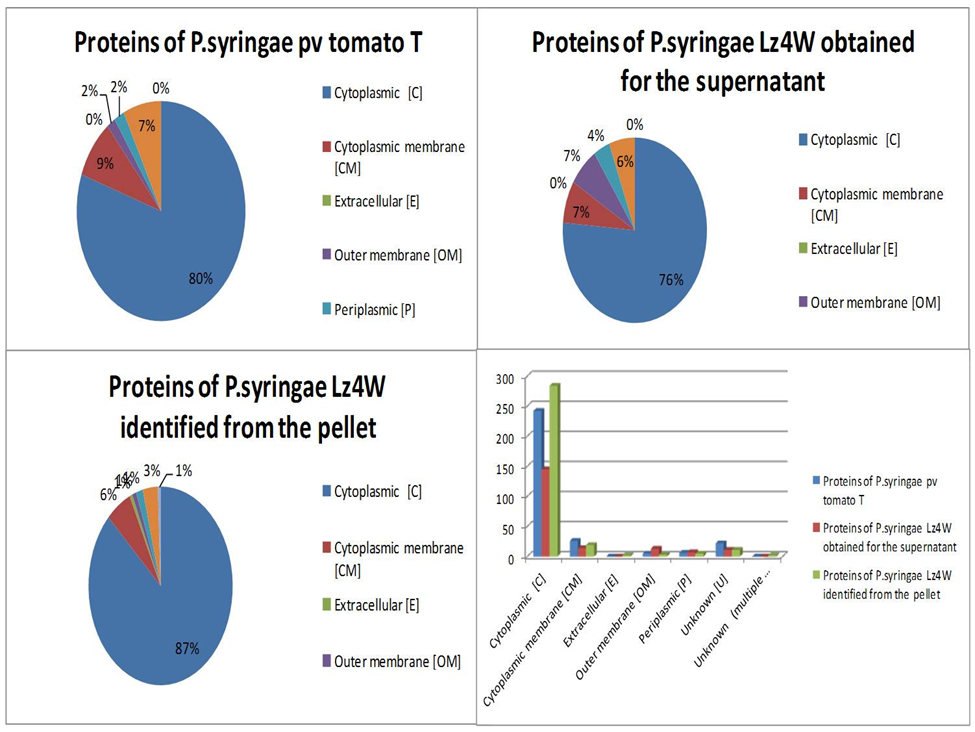 Proteins of P.syringae pv tomato T
0%
2%
2%
0%
7%
9%
80%
Cytoplasmic [C]
Cytoplasmic membrane
[CM]
Extracellular [E]
Outer membrane [OM]
Periplasmic [P]
Proteins of P.syringae Lz4W obtained
for the supernatant
0%
4%
7%
0%
6%
7%
76%
Cytoplasmic [C]
Cytoplasmic membrane
[CM]
Extracellular [E]
Outer membrane [OM]
Proteins of P.syringae Lz4W
identified from the pellet
3%
1%
6%
87%
Cytoplasmic [C]
Cytoplasmic membrane
[CM]
Extracellular [E]
Outer membrane [OM]
300
250
200
150
100
50
0
Cytoplasmic [C]
Cytoplasmic membrane [CM]
Extracellular [E]
Outer membrane [OM]
Periplasmic [P]
Unknown [U]
Unknown (multiple ...
Proteins of P.syringae pv
tomato T
Proteins of P.syringae Lz4W
obtained for the supernatant
Proteins of P.syringae Lz4W
identified from the pellet